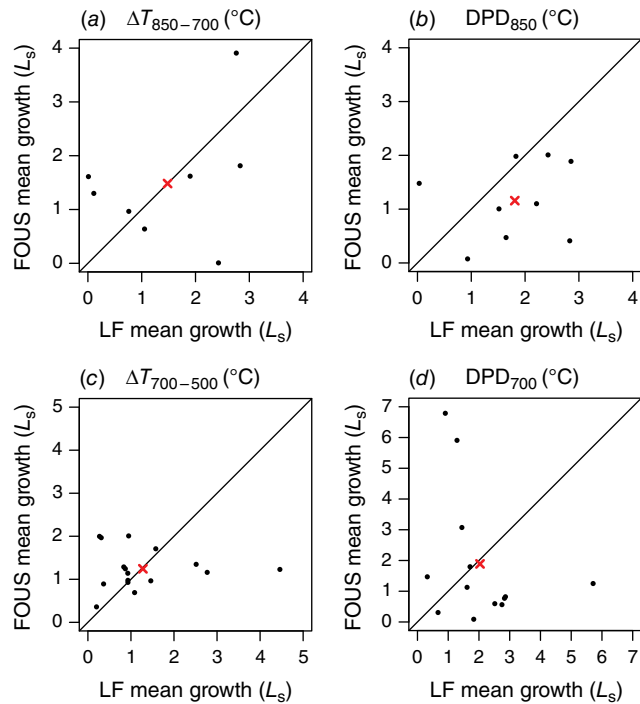 (a) ΔT850–700 (°C)
(b) DPD850
4
3
2
1
0
FOUS mean growth (Ls)
0 1 2 3 4
LF mean growth (Ls)
4
3
2
1
0
FOUS mean growth (Ls)
0 1 2 3 4
LF mean growth (Ls)
(c) ΔT700–500 (°C)
(d) DPD700 (°C)
5
4
3
2
1
0
FOUS mean growth (Ls)
0 1 2 3 4 5
LF mean growth (Ls)
7
6
5
4
3
2
1
0
FOUS mean growth (Ls)
0 1 2 3 4 5 6 7
LF mean growth (Ls)